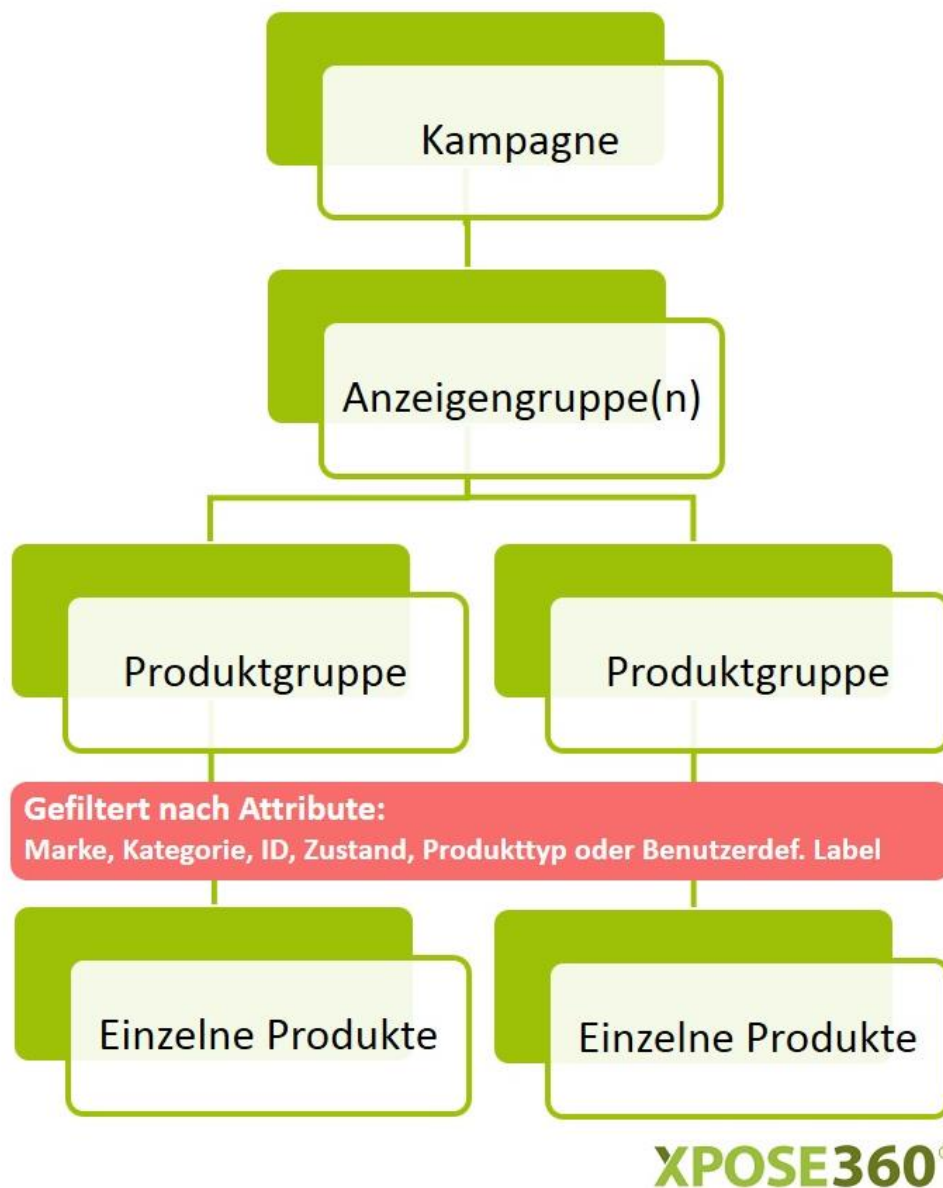 Kampagne
Anzeigengruppe(n)
Produktgruppe
Produktgruppe
Gefiltert nach Attribute:
Marke, Kategorie, ID, Zustand, Produkttyp oder Benutzerdef. Label
Einzelne Produkte
Einzelne Produkte
XPOSE360